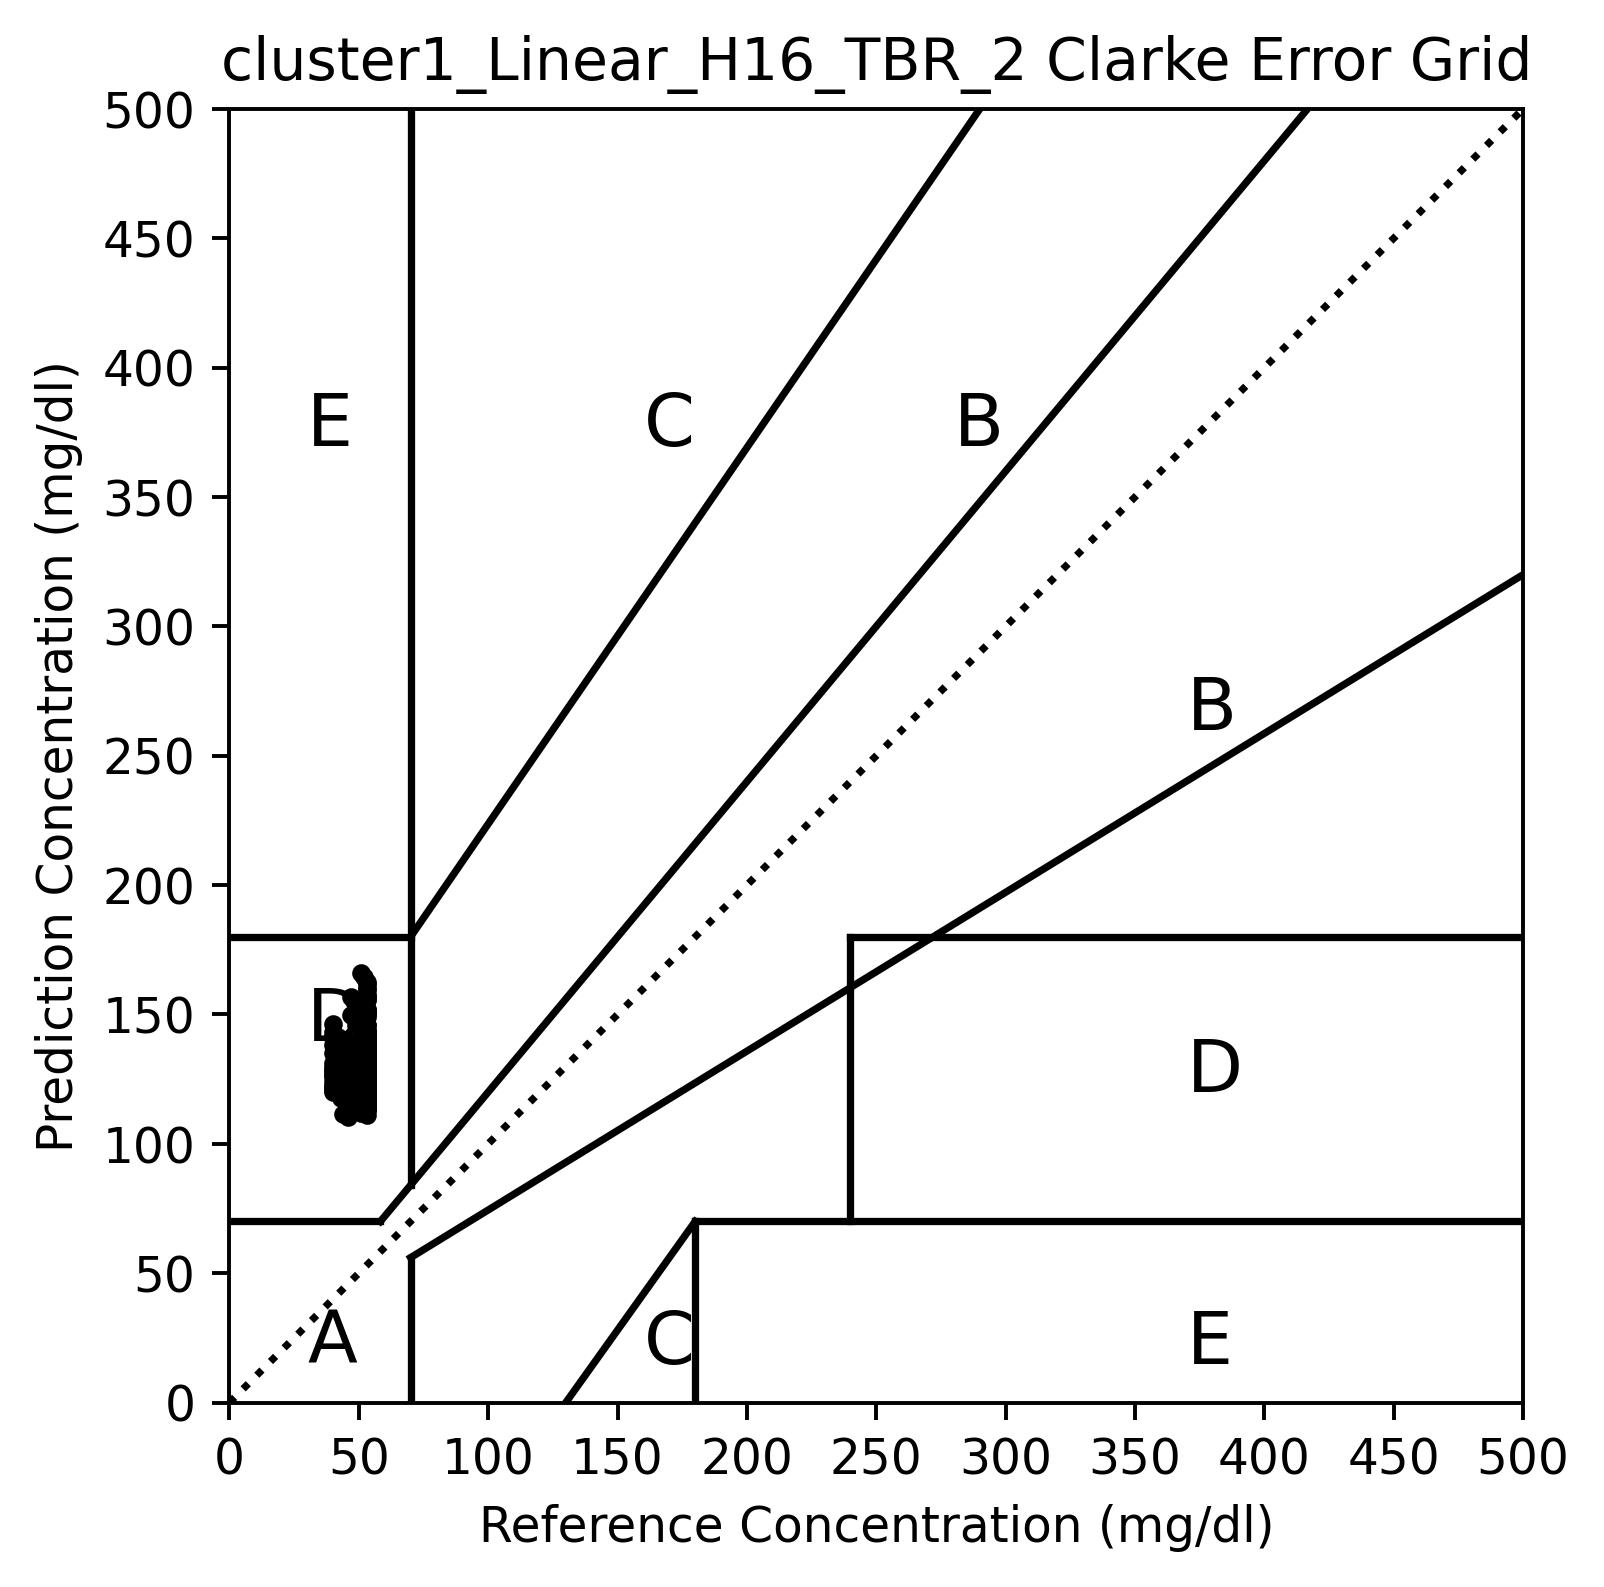 cluster1_Linear_H16_TBR_2 Clarke Error Grid
500
450
400
350
300
250
200
150
100
50
0
Prediction Concentration (mg/dl)
E
C
B
B
D
D
A
C
E
0 50 100 150 200 250 300 350 400 450 500
Reference Concentration (mg/dl)